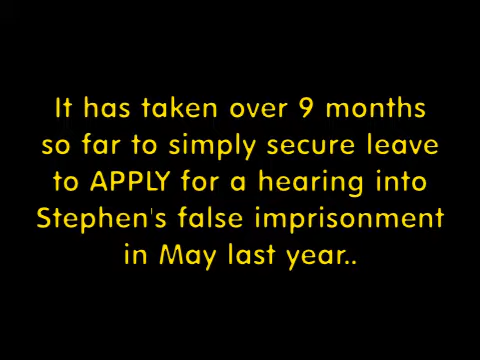 It has taken over 9 months
so far to simply secure leave
to APPLY for a hearing into
Stephen's false imprisonment
in May last year..